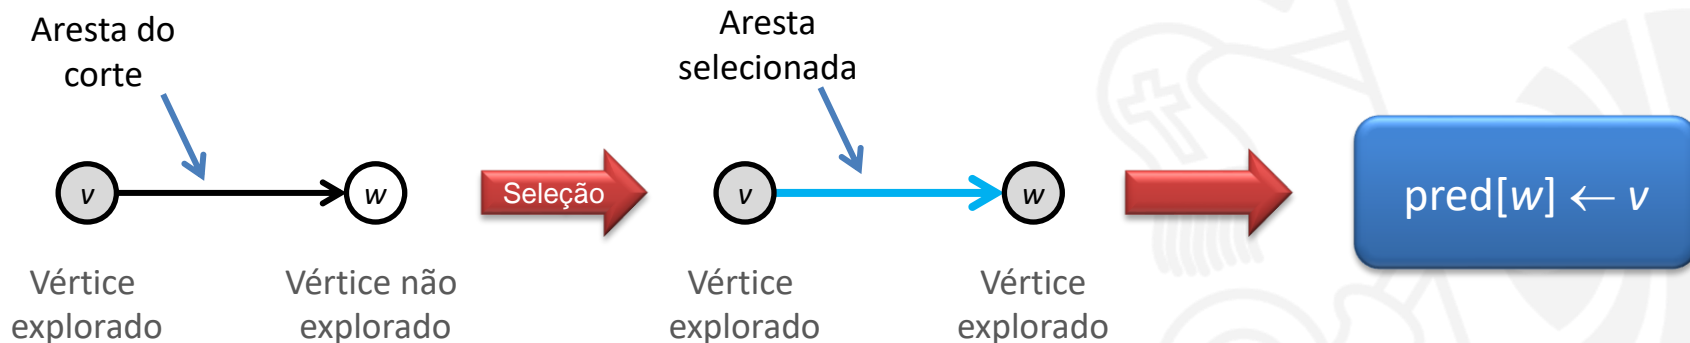 Aresta do
corte
v
w
Vértice
explorado
Vértice não
explorado
Seleção
Aresta
selecionada
v
w
Vértice
explorado
Vértice
explorado
pred[w] ← v